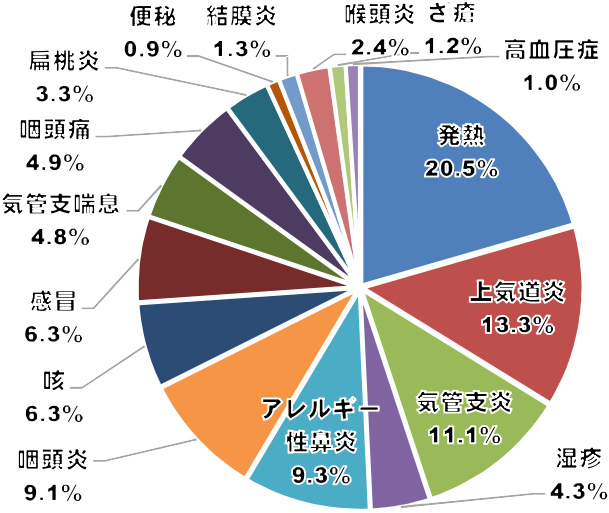 便秘
0.9%
結膜炎
1.3%
喉頭炎
2.4%
ざ瘡
1.2%
高血圧症
1.0%
発熱
20.5%
上気道炎
13.3%
気管支炎
11.1%
湿疹
4.3%
アレルギー
性鼻炎
9.3%
咽頭炎
9.1%
咳
6.3%
感冒
6.3%
気管支喘息
4.8%
咽頭痛
4.9%
扁桃炎
3.3%